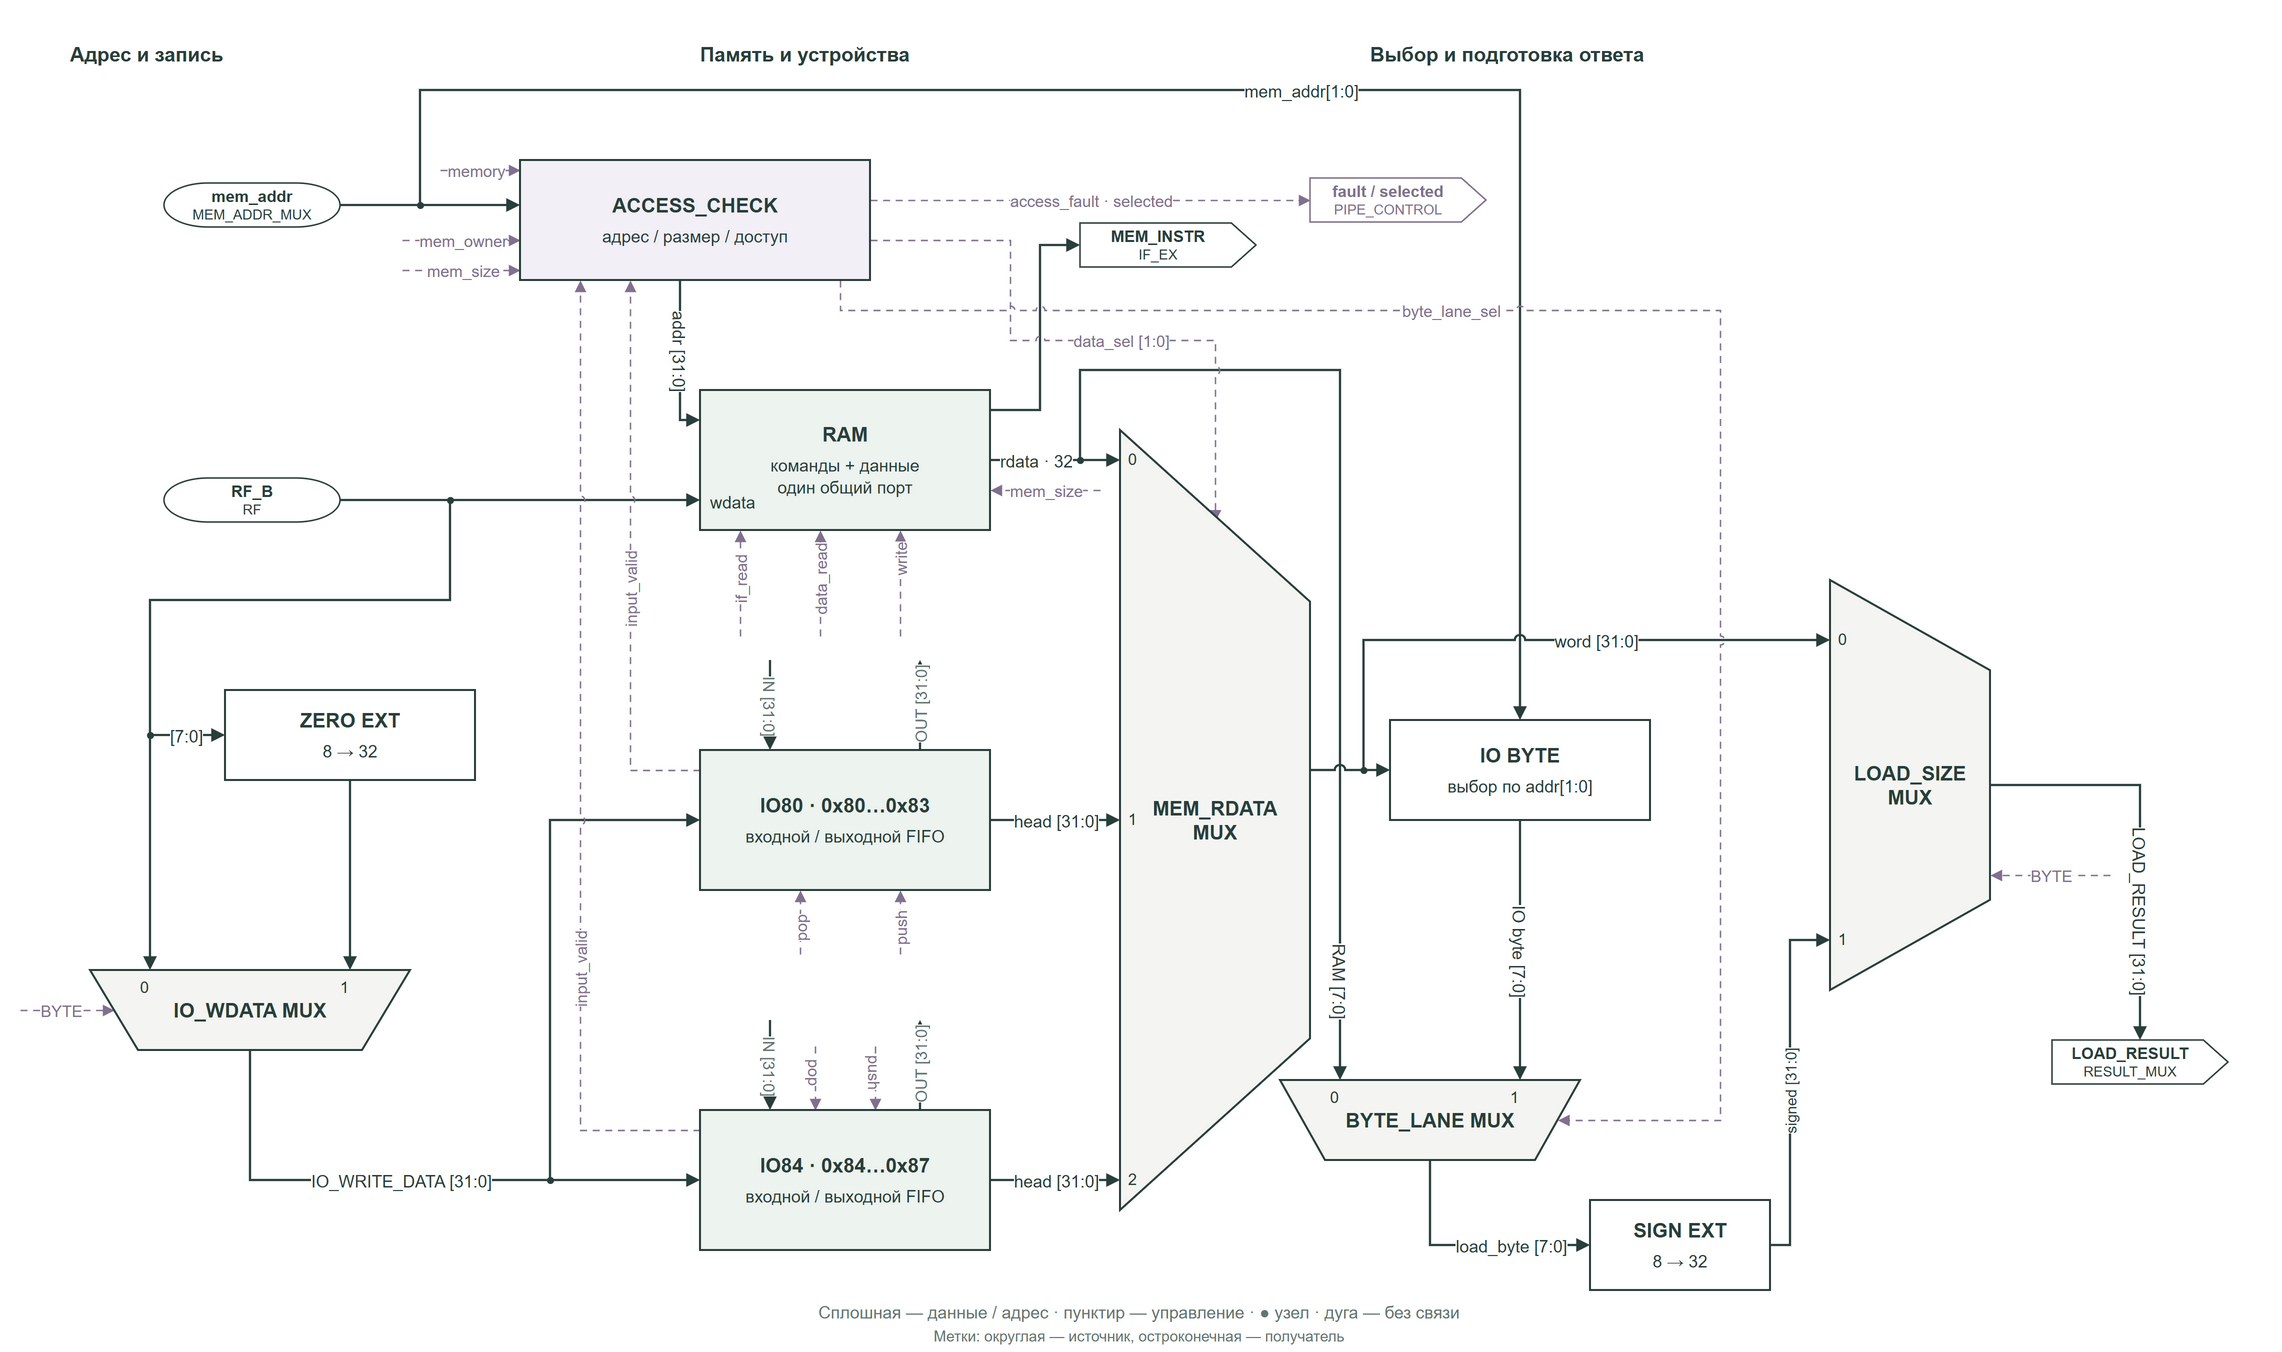 Адрес и запись
Память и устройства
Выбор и подготовка ответа
mem_addr[1:0]
memory
mem_addr
MEM_ADDR_MUX
mem_owner
mem_size
ACCESS_CHECK
адрес / размер / доступ
access_fault · selected
fault / selected
PIPE_CONTROL
MEM_INSTR
IF_EX
byte_lane_sel
data_sel [1:0]
addr [31:0]
RAM
команды + данные
один общий порт
wdata
rdata · 32
mem_size
0
RF_B
RF
input_valid
if_read
data_read
write
word [31:0]
0
IN [31:0]
OUT [31:0]
ZERO EXT
8 → 32
[7:0]
IO80 · 0x80...0x83
входной / выходной FIFO
head [31:0]
1
MEM_RDATA
MUX
IO BYTE
выбор по addr[1:0]
LOAD_SIZE
MUX
BYTE
LOAD_RESULT [31:0]
pop
push
input_valid
RAM [7:0]
IO byte [7:0]
1
0
1
IO_WDATA MUX
BYTE
IN [31:0]
pop
push
OUT [31:0]
signed [31:0]
LOAD_RESULT
RESULT_MUX
0
1
BYTE_LANE MUX
IO_WRITE_DATA [31:0]
IO84 · 0x84...0x87
входной / выходной FIFO
head [31:0]
2
load_byte [7:0]
SIGN EXT
8 → 32
Сплошная — данные / адрес · пунктир — управление · ● узел · дуга — без связи
Метки: округлая — источник, остроконечная — получатель